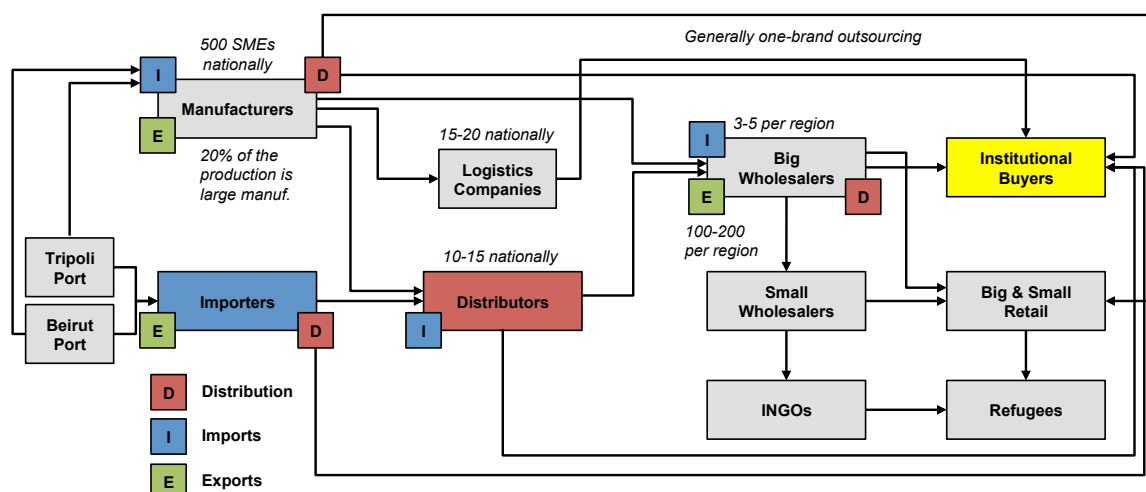 Generally one-brand outsourcing
500 SMEs
nationally
I
D
Manufacturers
E
20% of the
production is
large manuf.
15-20 nationally
Logistics
Companies
3-5 per region
I
Big
Wholesalers
E
D
100-200
per region
Institutional
Buyers
Tripoli
Port
Beirut
Port
Importers
E
D
10-15 nationally
Distributors
I
Small
Wholesalers
Big & Small
Retail
INGOs
Refugees
D
Distribution
I
Imports
E
Exports